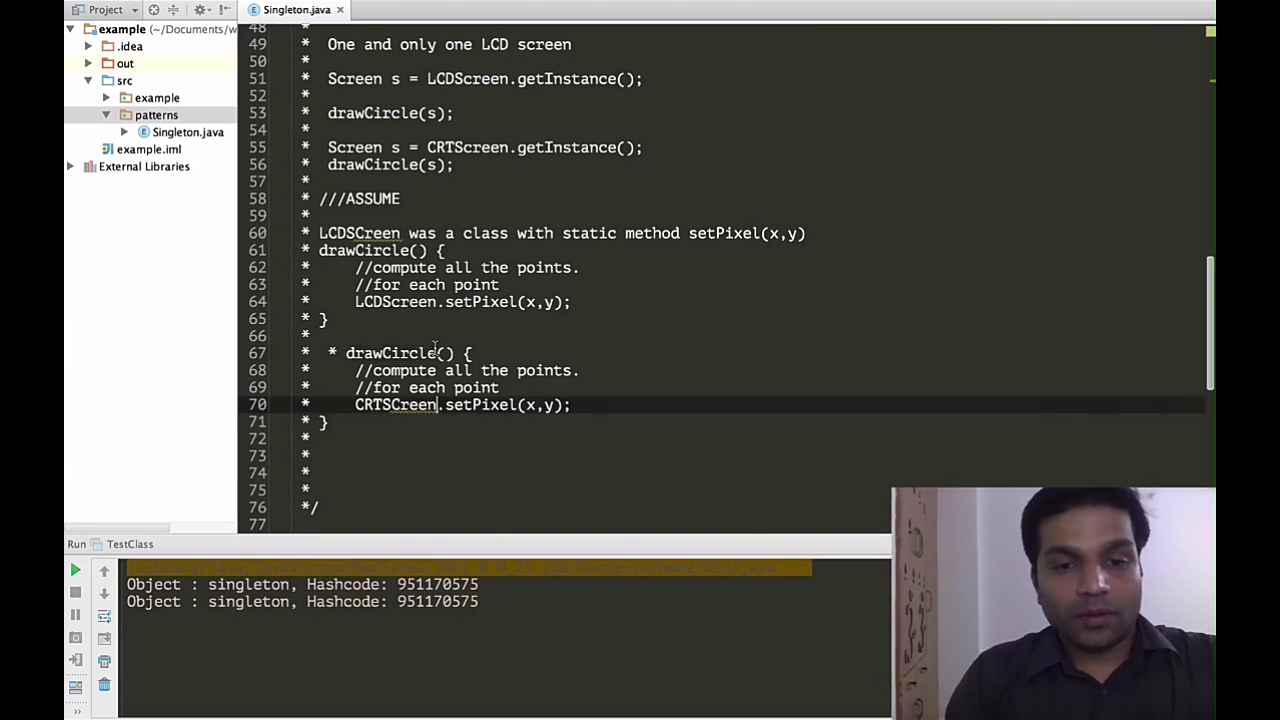 Project
Singleton.java
example (~/Documents/w
.idea
out
src
example
patterns
Singleton.java
example.iml
External Libraries
48 *
49 * One and only one LCD screen
50 *
51 * Screen s = LCDScreen.getInstance();
52 *
53 * drawCircle(s);
54 *
55 * Screen s = CRTScreen.getInstance();
56 * drawCircle(s);
57 *
58 * ///ASSUME
59 *
60 * LCDSCreen was a class with static method setPixel(x,y)
61 * drawCircle() {
62 * //compute all the points.
63 * //for each point
64 * LCDScreen.setPixel(x,y);
65 * }
66 *
67 * * drawCircle() {
68 * //compute all the points.
69 * //for each point
70 * CRTSCreen.setPixel(x,y);
71 * }
72 *
73 *
74 *
75 *
76 */
77
Run TestClass
Object : singleton, Hashcode: 951170575
Object : singleton, Hashcode: 951170575